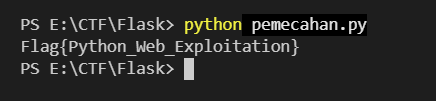 PS E:\CTF\Flask> python pemecahan.py
Flag{Python_Web_Exploitation}
PS E:\CTF\Flask>